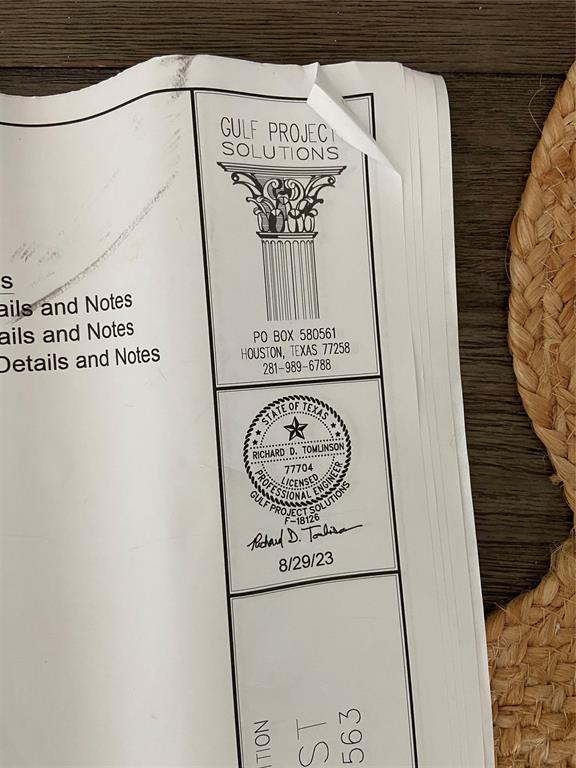 GULF PROJECT
SOLUTIONS
s
ails and Notes
ails and Notes
Details and Notes
PO BOX 580561
HOUSTON, TEXAS 77258
281-989-6788
STATE OF TEXAS
RICHARD D. TOMLINSON
77704
LICENSED
PROFESSIONAL ENGINEER
GULF PROJECT SOLUTIONS
F-18126
Richard D. Tomlinson
8/29/23
ITION
ST
563